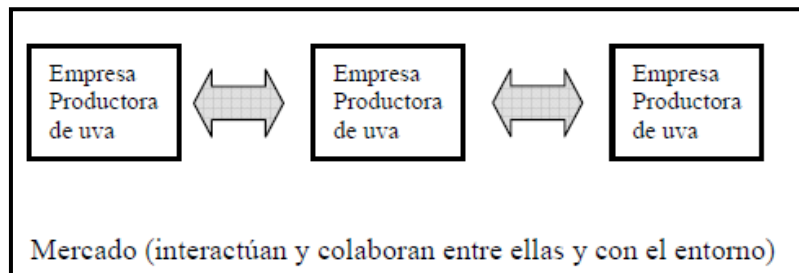 Empresa
Productora
de uva
Empresa
Productora
de uva
Empresa
Productora
de uva
Mercado (interactúan y colaboran entre ellas y con el entorno)